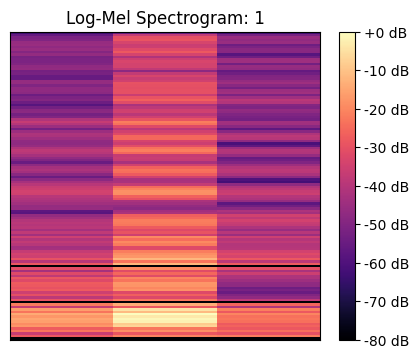 Log-Mel Spectrogram: 1
+0 dB
-10 dB
-20 dB
-30 dB
-40 dB
-50 dB
-60 dB
-70 dB
-80 dB